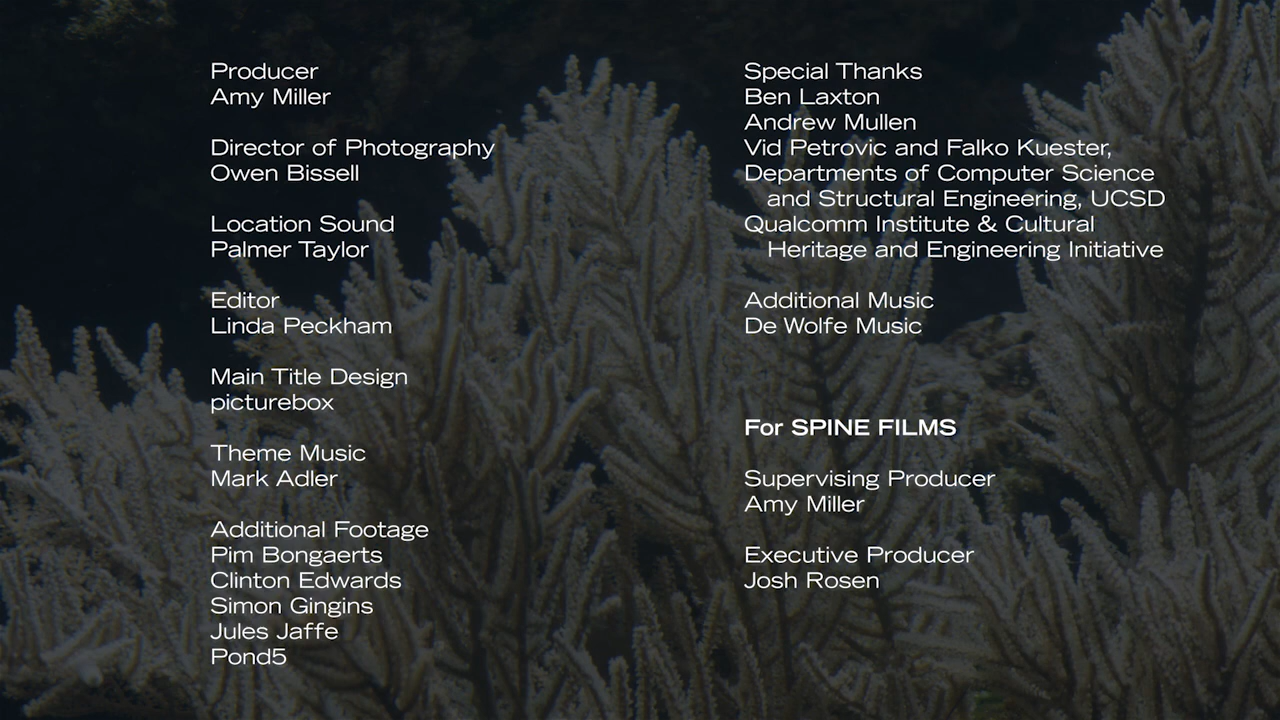 Producer
Amy Miller
Director of Photography
Owen Bissell
Location Sound
Palmer Taylor
Editor
Linda Peckham
Main Title Design
picturebox
Theme Music
Mark Adler
Additional Footage
Pim Bongaerts
Clinton Edwards
Simon Gingins
Jules Jaffe
Pond5
Special Thanks
Ben Laxton
Andrew Mullen
Vid Petrovic and Falko Kuester,
Departments of Computer Science
and Structural Engineering, UCSD
Qualcomm Institute & Cultural
Heritage and Engineering Initiative
Additional Music
De Wolfe Music
For SPINE FILMS
Supervising Producer
Amy Miller
Executive Producer
Josh Rosen